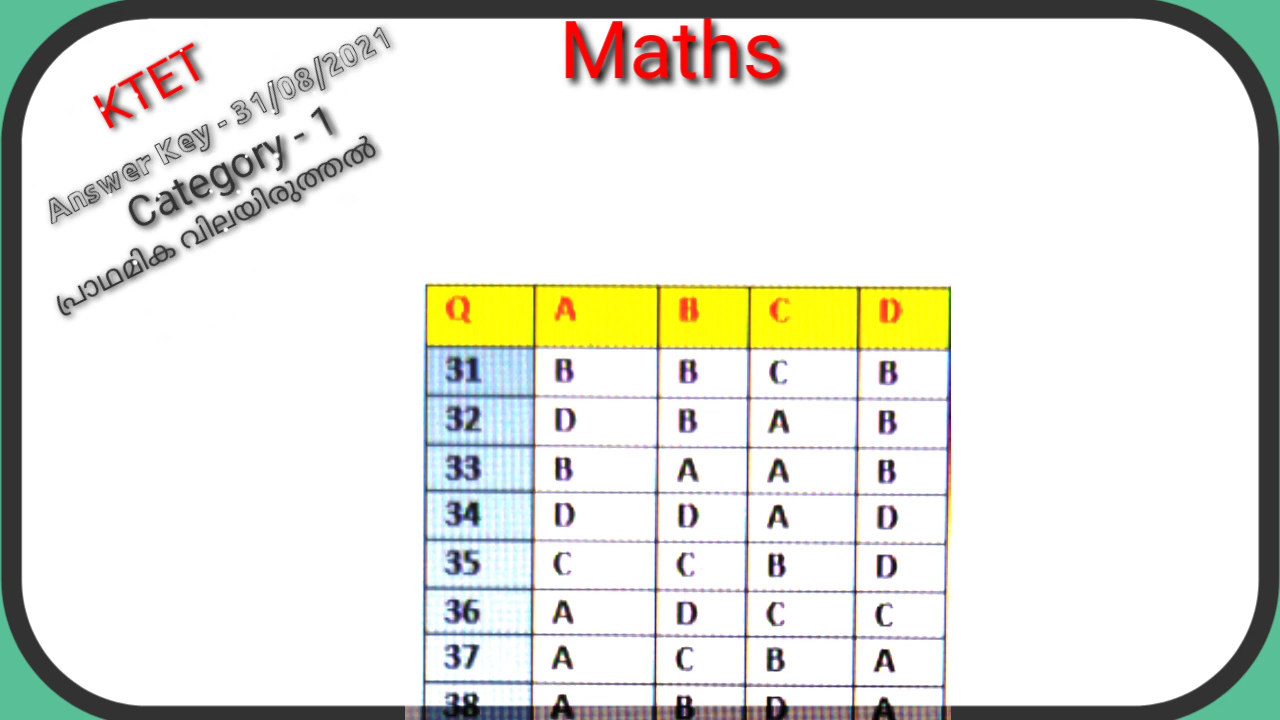 Maths
KTET
Answer Key - 31/08/2021
Category - 1
പ്രാഥമിക വിലയിരുത്തൽ
Q A B C D
31 B B C B
32 D B A B
33 B A A B
34 D D A D
35 C C B D
36 A D C C
37 A C B A
38 A B D A